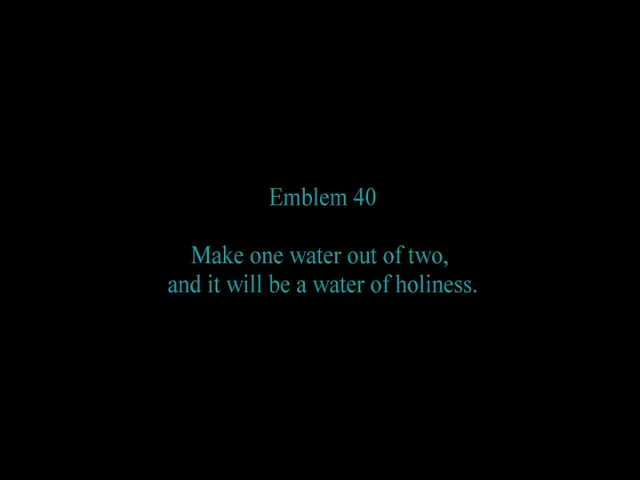 Emblem 40
Make one water out of two,
and it will be a water of holiness.